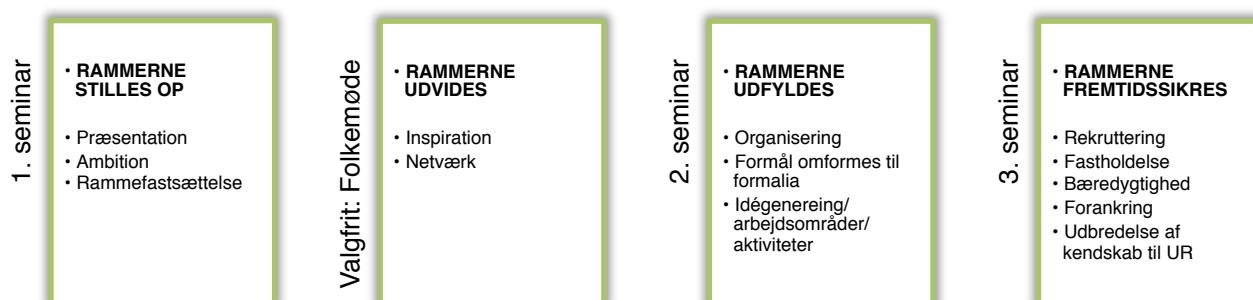 1. seminar
• RAMMERNE
STILLES OP
• Præsentation
• Ambition
• Rammefastsættelse
Valgfrit: Folkemøde
• RAMMERNE
UDVIDES
• Inspiration
• Netværk
2. seminar
• RAMMERNE
UDFYLDES
• Organisering
• Formål omformes til
formalia
• Idégenereing/
arbejdsområder/
aktiviteter
3. seminar
• RAMMERNE
FREMTIDSSIKRES
• Rekruttering
• Fastholdelse
• Bæredygtighed
• Forankring
• Udbredelse af
kendskab til UR